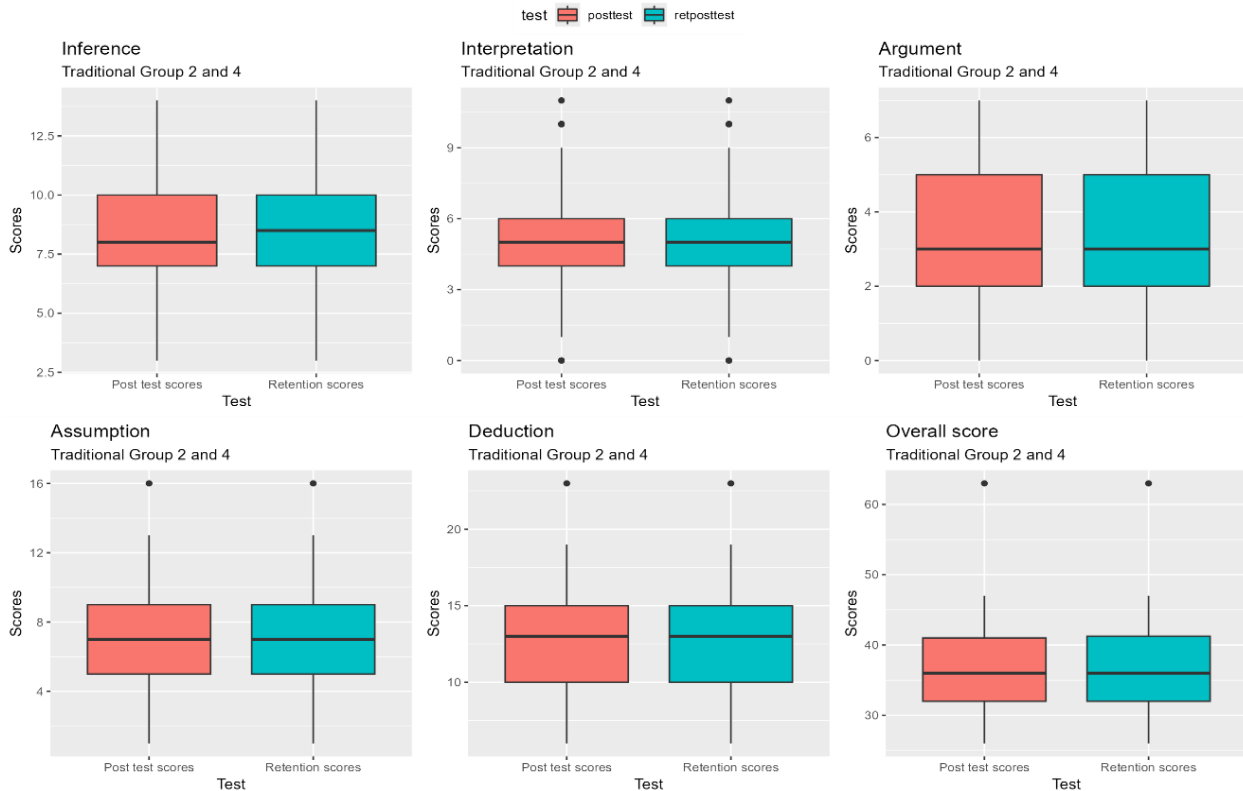 test posttest retposttest
Inference
Traditional Group 2 and 4
Scores
12.5
10.0
7.5
5.0
2.5
Post test scores Retention scores
Test
Interpretation
Traditional Group 2 and 4
Scores
9
6
3
0
Post test scores Retention scores
Test
Argument
Traditional Group 2 and 4
Scores
6
4
2
0
Post test scores Retention scores
Test
Assumption
Traditional Group 2 and 4
Scores
16
12
8
4
Post test scores Retention scores
Test
Deduction
Traditional Group 2 and 4
Scores
20
15
10
Post test scores Retention scores
Test
Overall score
Traditional Group 2 and 4
Scores
60
50
40
30
Post test scores Retention scores
Test